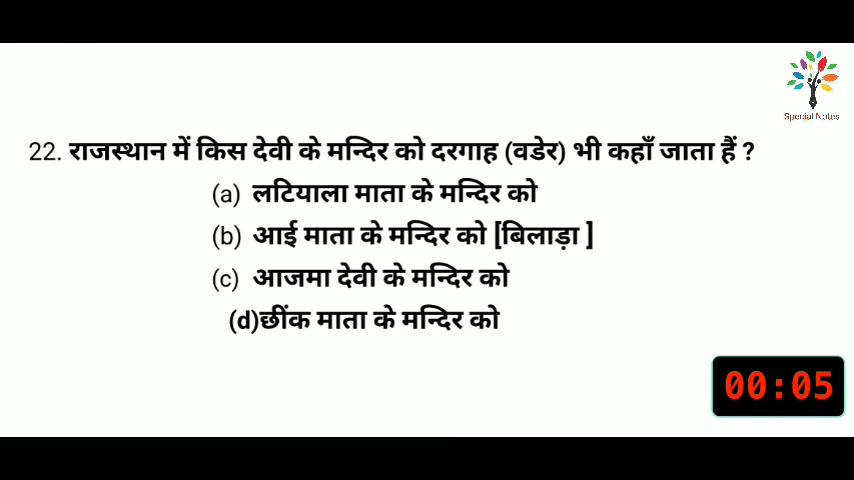 Special Notes
22. राजस्थान में किस देवी के मन्दिर को दरगाह (वडेर) भी कहाँ जाता हैं ?
(a) लटियाला माता के मन्दिर को
(b) आई माता के मन्दिर को [बिलाड़ा ]
(c) आजमा देवी के मन्दिर को
(d)छींक माता के मन्दिर को
00:05